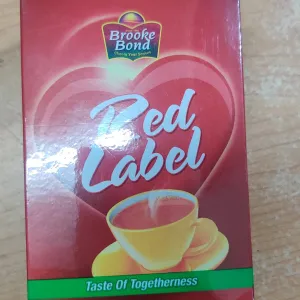 Brooke
Bond
Red
Label
Taste Of Togetherness